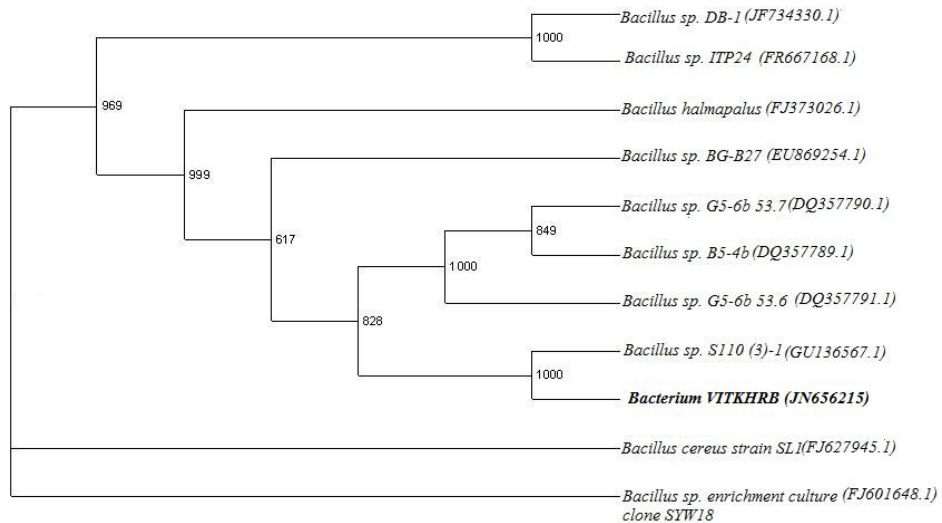 Bacillus sp. DB-1 (JF734330.1)
1000
Bacillus sp. ITP24 (FR667168.1)
969
Bacillus halmapalus (FJ373026.1)
999
Bacillus sp. BG-B27 (EU869254.1)
617
Bacillus sp. G5-6b 53.7 (DQ357790.1)
849
Bacillus sp. B5-4b (DQ357789.1)
1000
Bacillus sp. G5-6b 53.6 (DQ357791.1)
828
Bacillus sp. S110 (3)-1 (GU136567.1)
1000
Bacterium VITKHRB (JN656215)
Bacillus cereus strain SL1(FJ627945.1)
Bacillus sp. enrichment culture (FJ601648.1)
clone SYW18